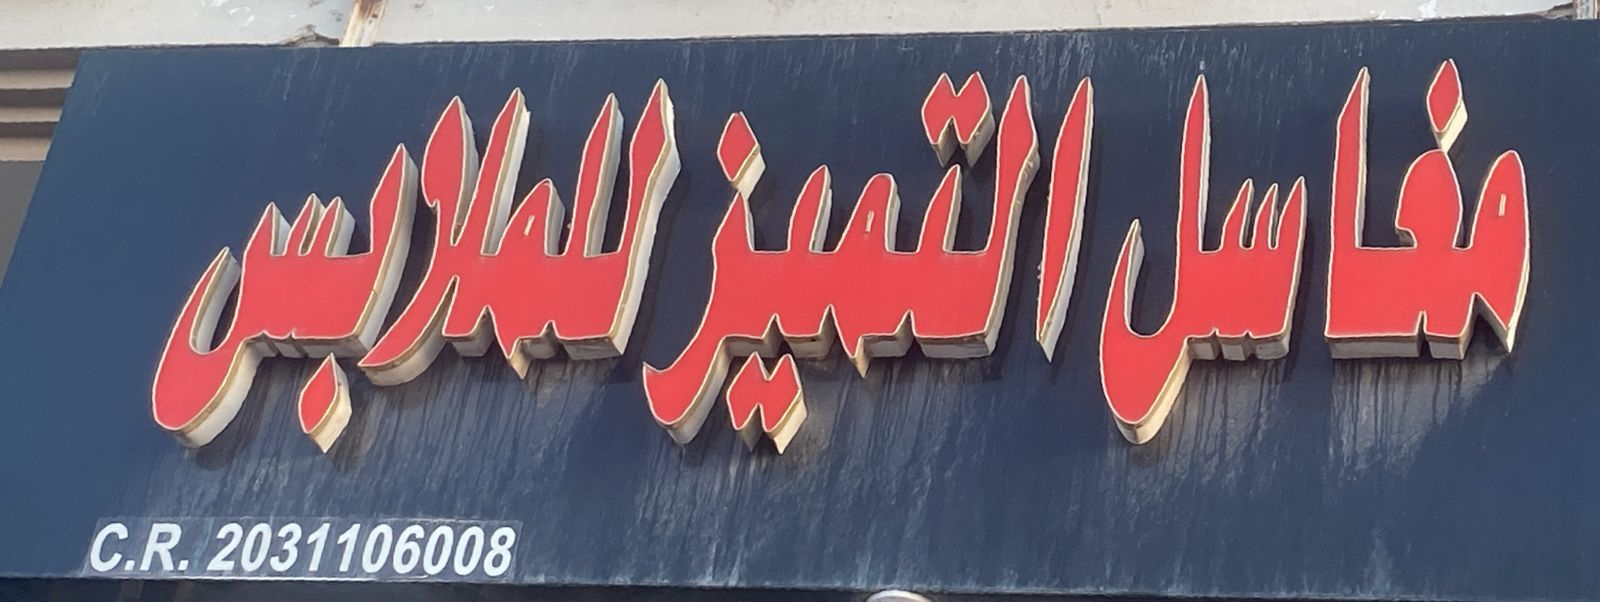 مغاسل التميز للملابس
C.R. 2031106008